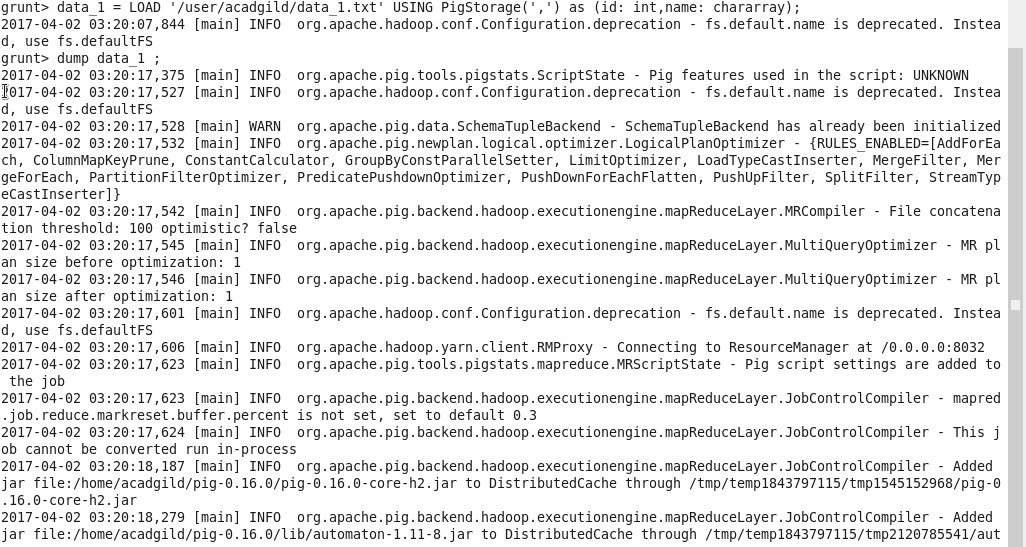 grunt> data_1 = LOAD '/user/acadgild/data_1.txt' USING PigStorage(',') as (id: int,name: chararray);
2017-04-02 03:20:07,844 [main] INFO  org.apache.hadoop.conf.Configuration.deprecation - fs.default.name is deprecated. Instea
d, use fs.defaultFS
grunt> dump data_1 ;
2017-04-02 03:20:17,375 [main] INFO  org.apache.pig.tools.pigstats.ScriptState - Pig features used in the script: UNKNOWN
2017-04-02 03:20:17,527 [main] INFO  org.apache.hadoop.conf.Configuration.deprecation - fs.default.name is deprecated. Instea
d, use fs.defaultFS
2017-04-02 03:20:17,528 [main] WARN  org.apache.pig.data.SchemaTupleBackend - SchemaTupleBackend has already been initialized
2017-04-02 03:20:17,532 [main] INFO  org.apache.pig.newplan.logical.optimizer.LogicalPlanOptimizer - {RULES_ENABLED=[AddForEa
ch, ColumnMapKeyPrune, ConstantCalculator, GroupByConstParallelSetter, LimitOptimizer, LoadTypeCastInserter, MergeFilter, Mer
geForEach, PartitionFilterOptimizer, PredicatePushdownOptimizer, PushDownForEachFlatten, PushUpFilter, SplitFilter, StreamTyp
eCastInserter]}
2017-04-02 03:20:17,542 [main] INFO  org.apache.pig.backend.hadoop.executionengine.mapReduceLayer.MRCompiler - File concatena
tion threshold: 100 optimistic? false
2017-04-02 03:20:17,545 [main] INFO  org.apache.pig.backend.hadoop.executionengine.mapReduceLayer.MultiQueryOptimizer - MR pl
an size before optimization: 1
2017-04-02 03:20:17,546 [main] INFO  org.apache.pig.backend.hadoop.executionengine.mapReduceLayer.MultiQueryOptimizer - MR pl
an size after optimization: 1
2017-04-02 03:20:17,601 [main] INFO  org.apache.hadoop.conf.Configuration.deprecation - fs.default.name is deprecated. Instea
d, use fs.defaultFS
2017-04-02 03:20:17,606 [main] INFO  org.apache.hadoop.yarn.client.RMProxy - Connecting to ResourceManager at /0.0.0.0:8032
2017-04-02 03:20:17,623 [main] INFO  org.apache.pig.tools.pigstats.mapreduce.MRScriptState - Pig script settings are added to
 the job
2017-04-02 03:20:17,623 [main] INFO  org.apache.pig.backend.hadoop.executionengine.mapReduceLayer.JobControlCompiler - mapred
.job.reduce.markreset.buffer.percent is not set, set to default 0.3
2017-04-02 03:20:17,624 [main] INFO  org.apache.pig.backend.hadoop.executionengine.mapReduceLayer.JobControlCompiler - This j
ob cannot be converted run in-process
2017-04-02 03:20:18,187 [main] INFO  org.apache.pig.backend.hadoop.executionengine.mapReduceLayer.JobControlCompiler - Added 
jar file:/home/acadgild/pig-0.16.0/pig-0.16.0-core-h2.jar to DistributedCache through /tmp/temp1843797115/tmp1545152968/pig-0
.16.0-core-h2.jar
2017-04-02 03:20:18,279 [main] INFO  org.apache.pig.backend.hadoop.executionengine.mapReduceLayer.JobControlCompiler - Added 
jar file:/home/acadgild/pig-0.16.0/lib/automaton-1.11-8.jar to DistributedCache through /tmp/temp1843797115/tmp2120785541/aut